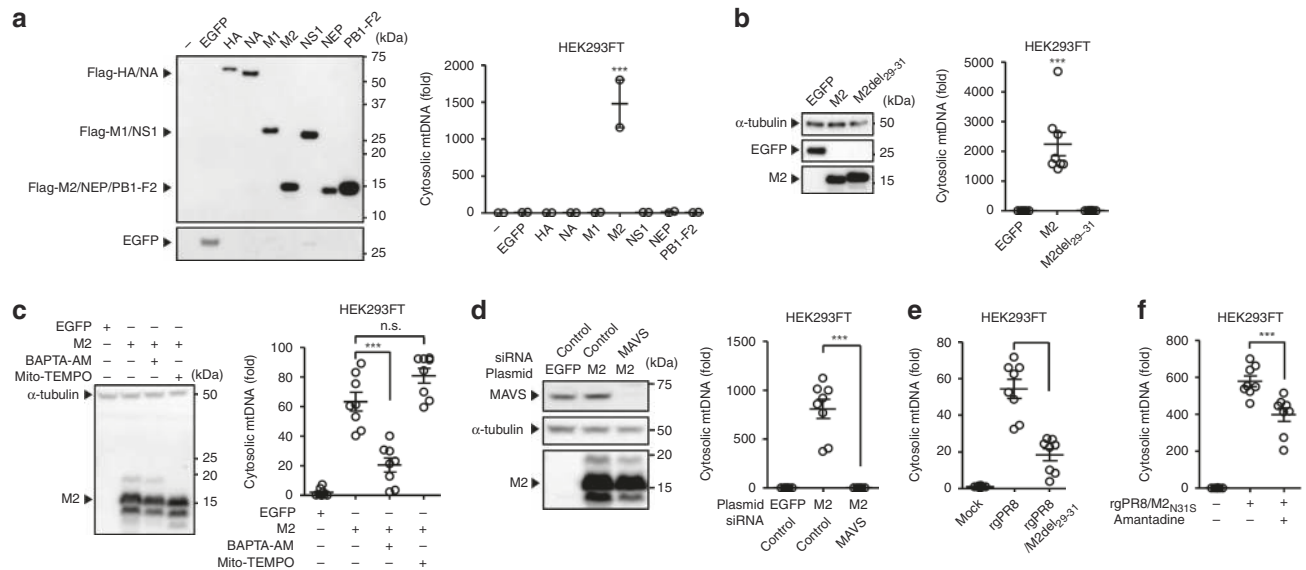 a
– EGFP HA NA M1 M2 NS1 NEP PB1-F2 (kDa)
Flag-HA/NA
Flag-M1/NS1
Flag-M2/NEP/PB1-F2
EGFP
75
50
37
25
20
15
10
25
HEK293FT
Cytosolic mtDNA (fold)
2000
1500
1000
500
0
***
– EGFP HA NA M1 M2 NS1 NEP PB1-F2
b
EGFP M2 M2del29–31 (kDa)
α-tubulin 50
EGFP 25
M2 15
HEK293FT
Cytosolic mtDNA (fold)
5000
4000
3000
2000
1000
0
***
EGFP M2 M2del29–31
c
EGFP + – – –
M2 – + + +
BAPTA-AM – – + –
Mito-TEMPO – – – + (kDa)
α-tubulin 50
25
20
M2 15
HEK293FT
n.s.
***
Cytosolic mtDNA (fold)
100
80
60
40
20
0
EGFP + – – –
M2 – + + +
BAPTA-AM – – + –
Mito-TEMPO – – – +
d
siRNA Control Control MAVS
Plasmid EGFP M2 M2 (kDa)
MAVS 75
α-tubulin 50
20
M2 15
HEK293FT
***
Cytosolic mtDNA (fold)
1500
1000
500
0
Plasmid EGFP M2 M2
siRNA Control Control MAVS
e
HEK293FT
Cytosolic mtDNA (fold)
80
60
40
20
0
Mock rgPR8 rgPR8/M2del29–31
f
HEK293FT
***
Cytosolic mtDNA (fold)
800
600
400
200
0
rgPR8/M2N31S – + +
Amantadine – – +